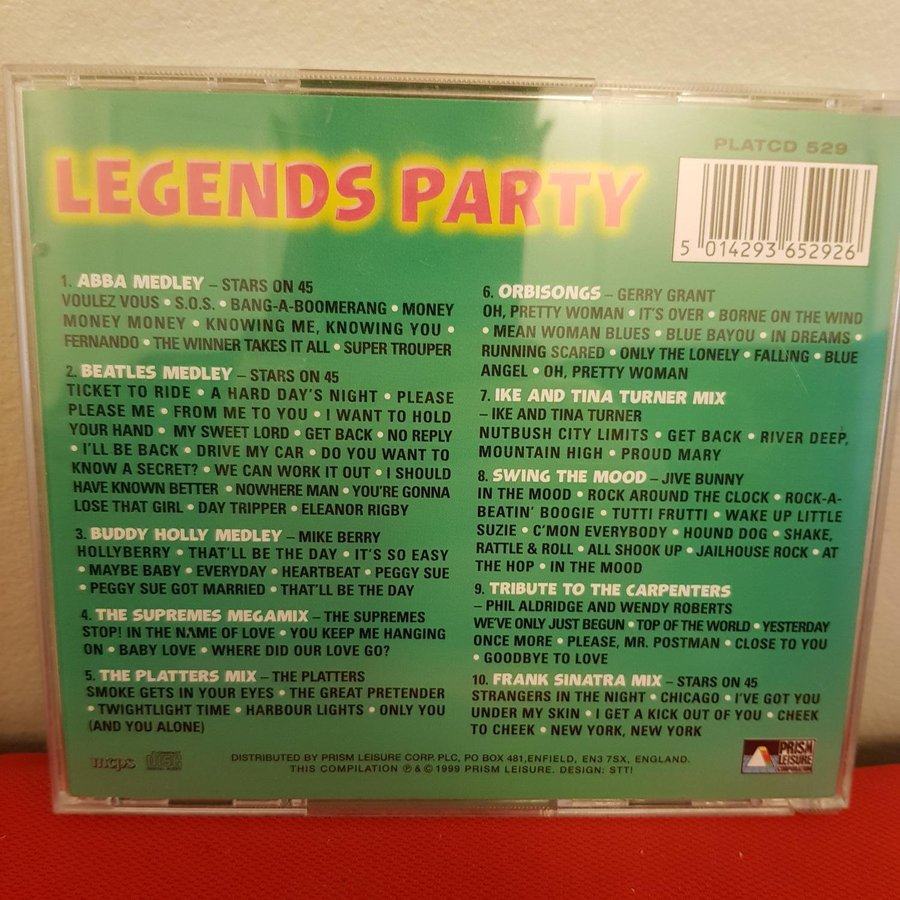 PLATCD 529
LEGENDS PARTY
5 014293 652926
1. ABBA MEDLEY – STARS ON 45
VOULEZ VOUS • S.O.S. • BANG-A-BOOMERANG • MONEY
MONEY MONEY • KNOWING ME, KNOWING YOU •
FERNANDO • THE WINNER TAKES IT ALL • SUPER TROUPER
2. BEATLES MEDLEY – STARS ON 45
TICKET TO RIDE • A HARD DAY'S NIGHT • PLEASE
PLEASE ME • FROM ME TO YOU • I WANT TO HOLD
YOUR HAND • MY SWEET LORD • GET BACK • NO REPLY
• I'LL BE BACK • DRIVE MY CAR • DO YOU WANT TO
KNOW A SECRET? • WE CAN WORK IT OUT • I SHOULD
HAVE KNOWN BETTER • NOWHERE MAN • YOU'RE GONNA
LOSE THAT GIRL • DAY TRIPPER • ELEANOR RIGBY
3. BUDDY HOLLY MEDLEY – MIKE BERRY
HOLLYBERRY • THAT'LL BE THE DAY • IT'S SO EASY
• MAYBE BABY • EVERYDAY • HEARTBEAT • PEGGY SUE
• PEGGY SUE GOT MARRIED • THAT'LL BE THE DAY
4. THE SUPREMES MEGAMIX – THE SUPREMES
STOP! IN THE NAME OF LOVE • YOU KEEP ME HANGING
ON • BABY LOVE • WHERE DID OUR LOVE GO?
5. THE PLATTERS MIX – THE PLATTERS
SMOKE GETS IN YOUR EYES • THE GREAT PRETENDER
• TWIGHTLIGHT TIME • HARBOUR LIGHTS • ONLY YOU
(AND YOU ALONE)
6. ORBISONGS – GERRY GRANT
OH, PRETTY WOMAN • IT'S OVER • BORNE ON THE WIND
• MEAN WOMAN BLUES • BLUE BAYOU • IN DREAMS •
RUNNING SCARED • ONLY THE LONELY • FALLING • BLUE
ANGEL • OH, PRETTY WOMAN
7. IKE AND TINA TURNER MIX
– IKE AND TINA TURNER
NUTBUSH CITY LIMITS • GET BACK • RIVER DEEP,
MOUNTAIN HIGH • PROUD MARY
8. SWING THE MOOD – JIVE BUNNY
IN THE MOOD • ROCK AROUND THE CLOCK • ROCK-A-
BEATIN' BOOGIE • TUTTI FRUTTI • WAKE UP LITTLE
SUZIE • C'MON EVERYBODY • HOUND DOG • SHAKE,
RATTLE & ROLL • ALL SHOOK UP • JAILHOUSE ROCK • AT
THE HOP • IN THE MOOD
9. TRIBUTE TO THE CARPENTERS
– PHIL ALDRIDGE AND WENDY ROBERTS
WE'VE ONLY JUST BEGUN • TOP OF THE WORLD • YESTERDAY
ONCE MORE • PLEASE, MR. POSTMAN • CLOSE TO YOU
• GOODBYE TO LOVE
10. FRANK SINATRA MIX – STARS ON 45
STRANGERS IN THE NIGHT • CHICAGO • I'VE GOT YOU
UNDER MY SKIN • I GET A KICK OUT OF YOU • CHEEK
TO CHEEK • NEW YORK, NEW YORK
mcps
DISC
DISTRIBUTED BY PRISM LEISURE CORP. PLC, PO BOX 481,ENFIELD, EN3 7SX, ENGLAND.
THIS COMPILATION ℗ & © 1999 PRISM LEISURE. DESIGN: STT!
PRISM
LEISURE
CORPORATION